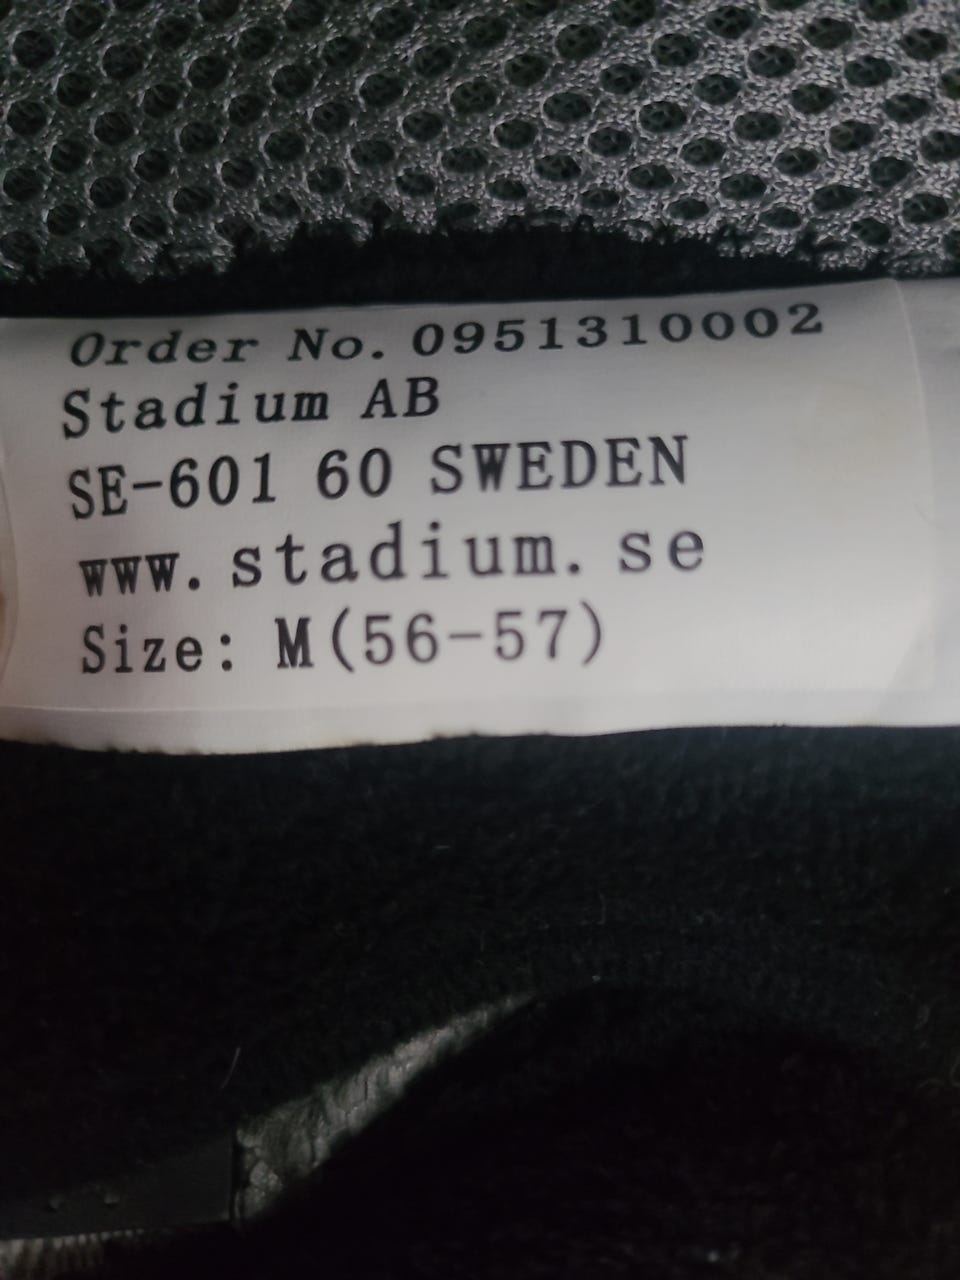 Order No. 0951310002
Stadium AB
SE-601 60 SWEDEN
www.stadium.se
Size: M(56-57)